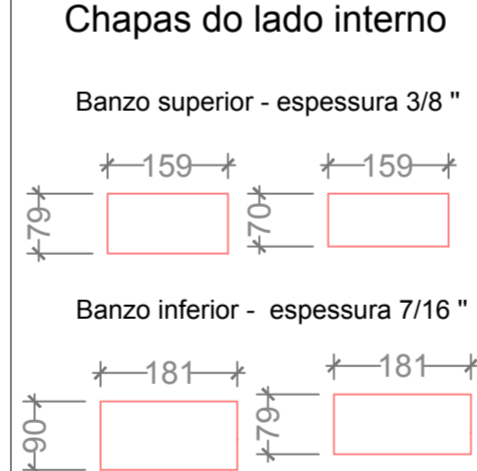 Chapas do lado interno
Banzo superior - espessura 3/8 "
159 159
79 70
Banzo inferior - espessura 7/16 "
181 181
90 79